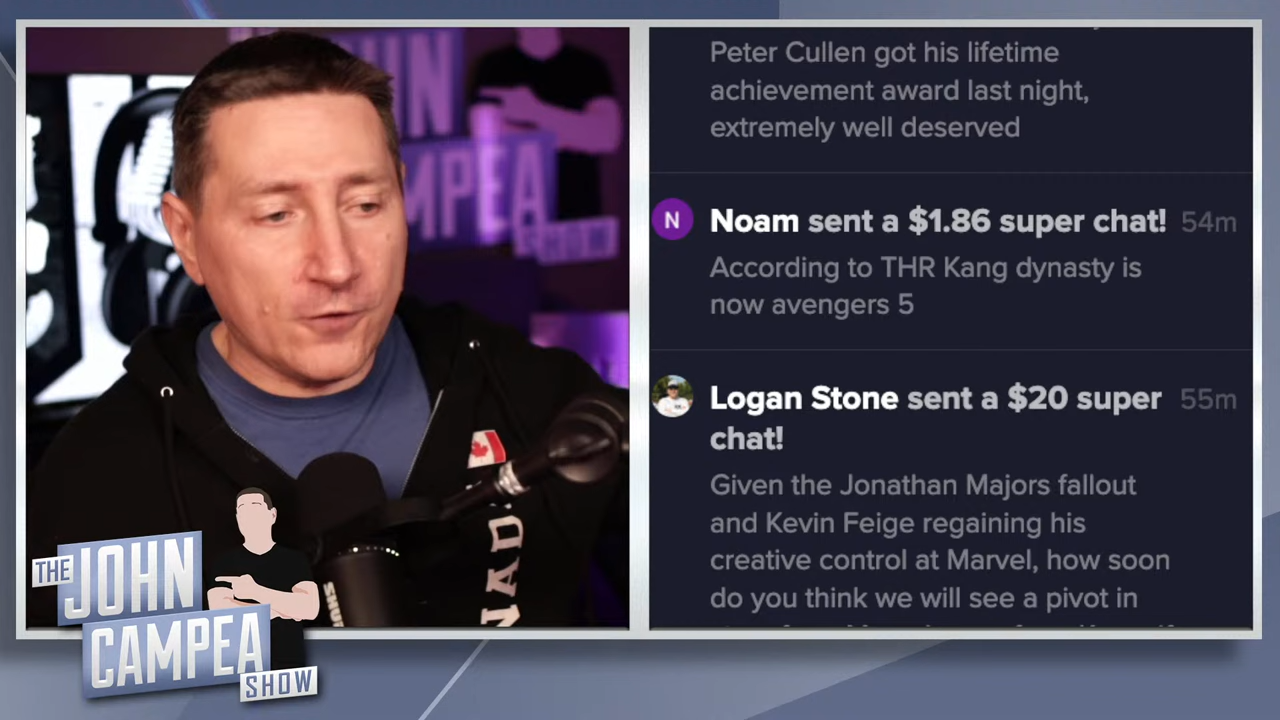 Peter Cullen got his lifetime
achievement award last night,
extremely well deserved
N
Noam sent a $1.86 super chat! 54m
According to THR Kang dynasty is
now avengers 5
Logan Stone sent a $20 super 55m
chat!
Given the Jonathan Majors fallout
and Kevin Feige regaining his
creative control at Marvel, how soon
do you think we will see a pivot in
THE
JOHN
CAMPEA
SHOW